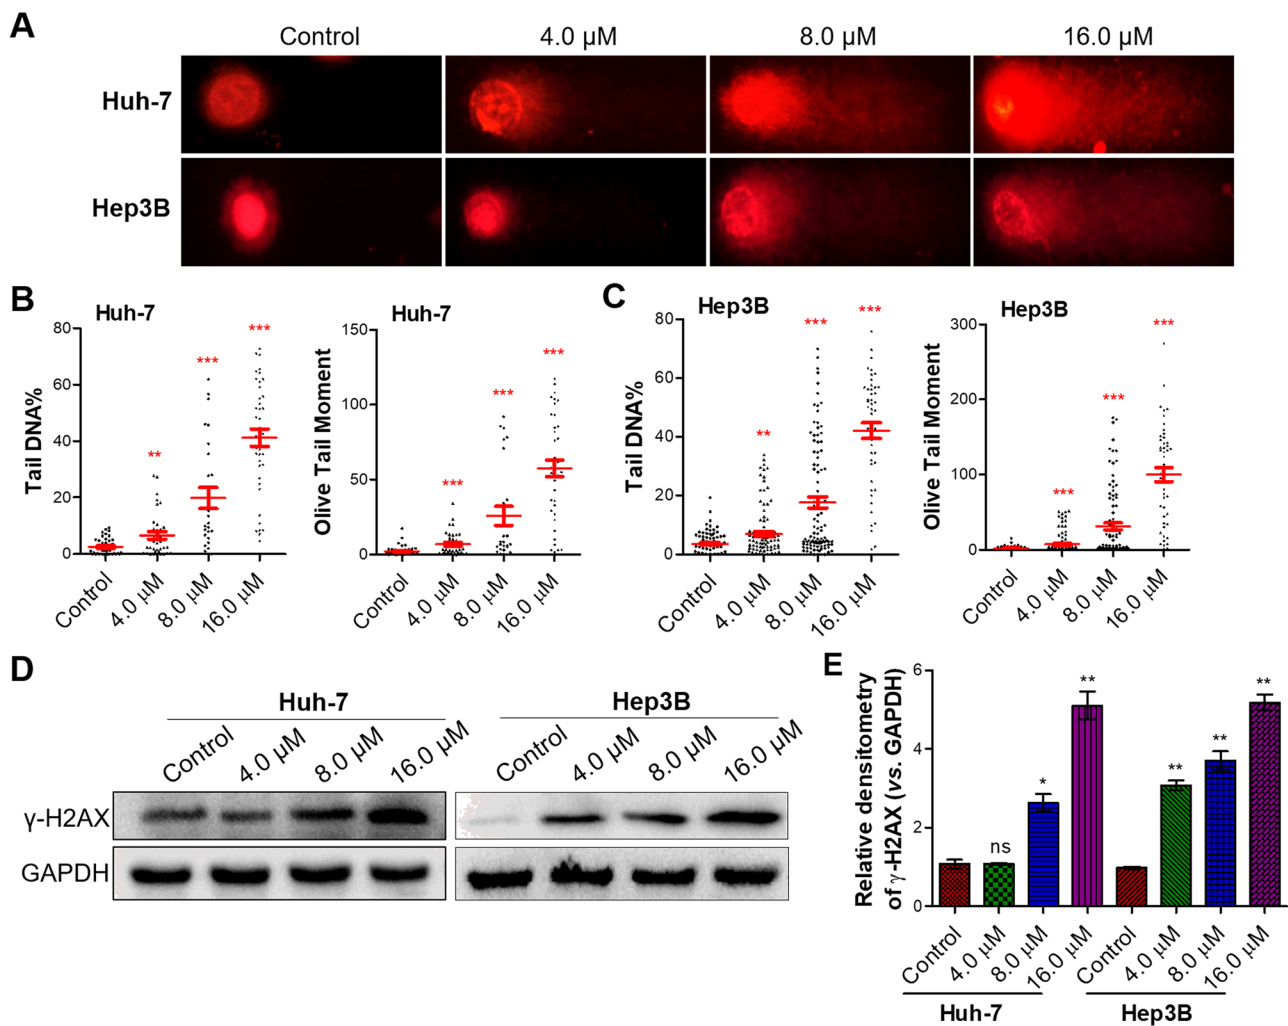 A
Control 4.0 μM 8.0 μM 16.0 μM
Huh-7
Hep3B
B
Huh-7
Tail DNA%
80
60
40
20
0
**
***
***
Control 4.0 μM 8.0 μM 16.0 μM
Huh-7
Olive Tail Moment
150
100
50
0
***
***
***
Control 4.0 μM 8.0 μM 16.0 μM
C
Hep3B
Tail DNA%
80
60
40
20
0
**
***
***
Control 4.0 μM 8.0 μM 16.0 μM
Hep3B
Olive Tail Moment
300
200
100
0
***
***
***
Control 4.0 μM 8.0 μM 16.0 μM
D
Huh-7 Hep3B
Control 4.0 μM 8.0 μM 16.0 μM Control 4.0 μM 8.0 μM 16.0 μM
γ-H2AX
GAPDH
E
Relative densitometry
of γ-H2AX (vs. GAPDH)
6
4
2
0
ns
*
**
**
**
**
Control 4.0 μM 8.0 μM 16.0 μM Control 4.0 μM 8.0 μM 16.0 μM
Huh-7 Hep3B